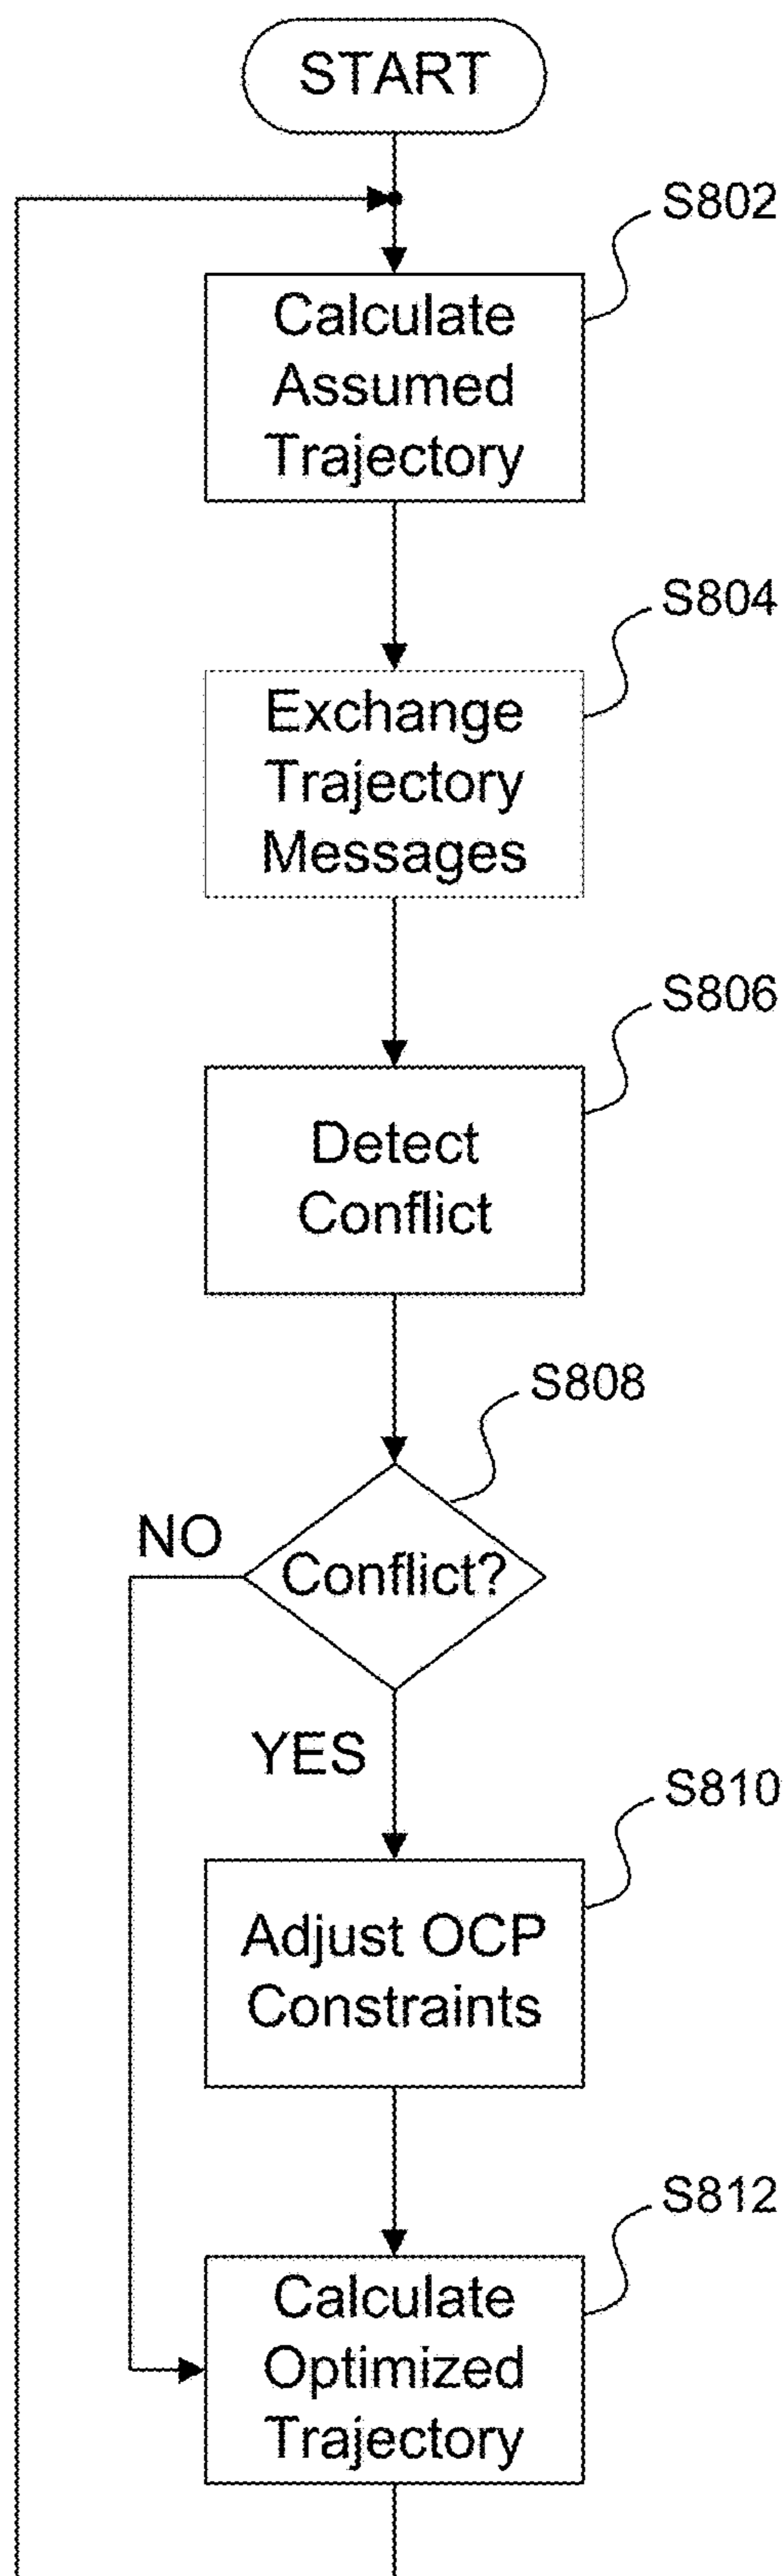 START
S802
Calculate
Assumed
Trajectory
S804
Exchange
Trajectory
Messages
S806
Detect
Conflict
S808
NO
Conflict?
YES
S810
Adjust OCP
Constraints
S812
Calculate
Optimized
Trajectory